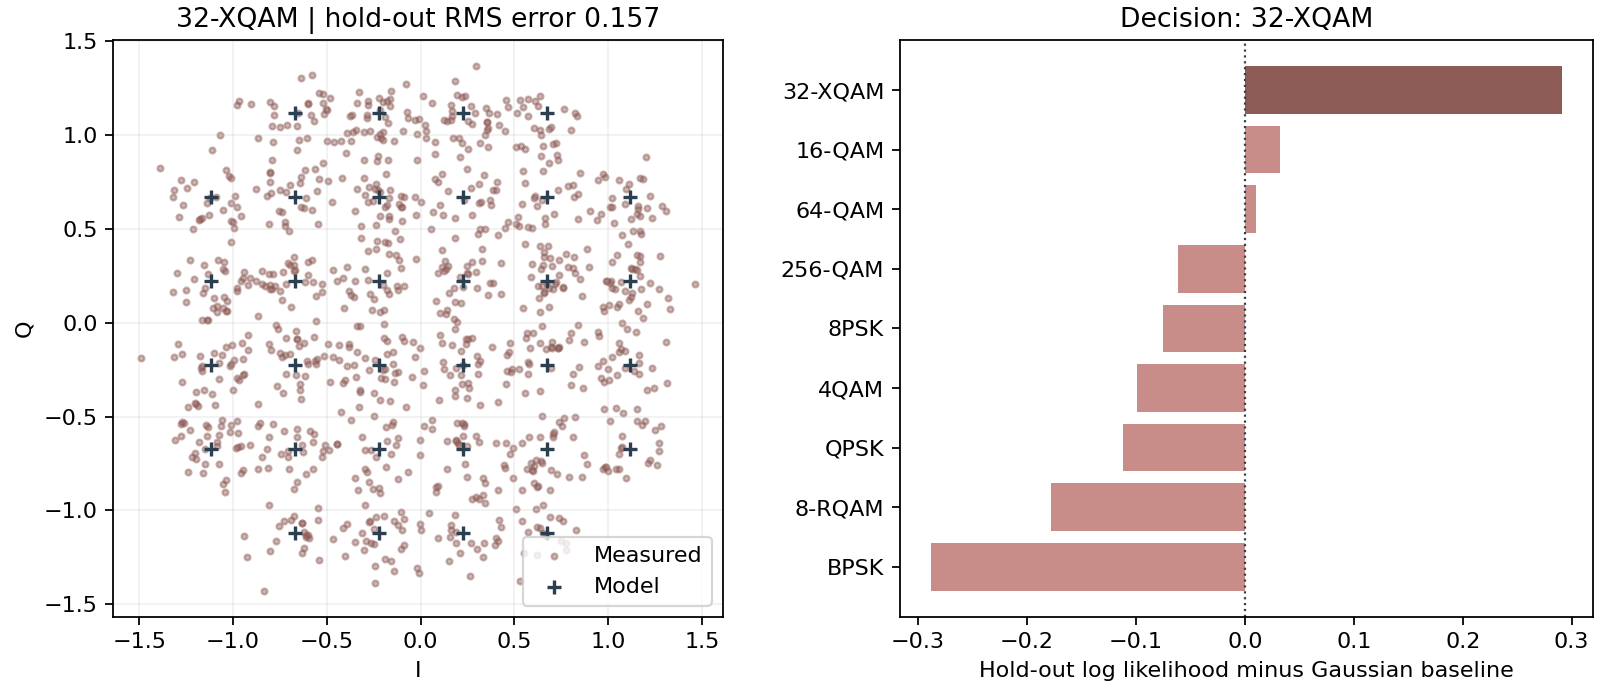 32-XQAM | hold-out RMS error 0.157
1.5
1.0
0.5
0.0
−0.5
−1.0
−1.5
Q
−1.5
−1.0
−0.5
0.0
0.5
1.0
1.5
I
Measured
Model
Decision: 32-XQAM
32-XQAM
16-QAM
64-QAM
256-QAM
8PSK
4QAM
QPSK
8-RQAM
BPSK
−0.3
−0.2
−0.1
0.0
0.1
0.2
0.3
Hold-out log likelihood minus Gaussian baseline